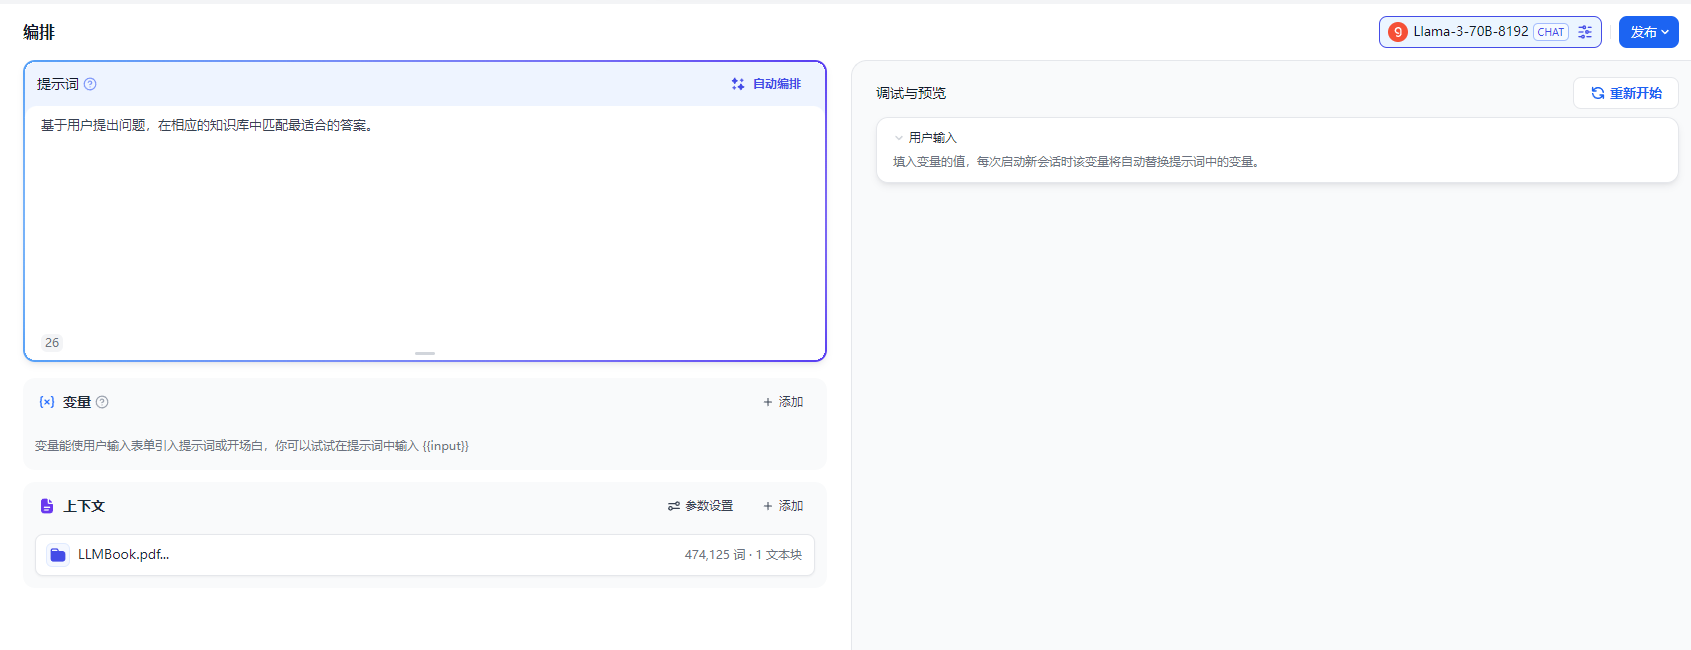 编排
Llama-3-70B-8192 CHAT
发布
提示词
自动编排
基于用户提出问题，在相应的知识库中匹配最适合的答案。
26
变量
添加
变量能使用户输入表单引入提示词或开场白，你可以试试在提示词中输入 {{input}}
上下文
参数设置
添加
LLMBook.pdf...
474,125 词 · 1 文本块
调试与预览
重新开始
用户输入
填入变量的值，每次启动新会话时该变量将自动替换提示词中的变量。